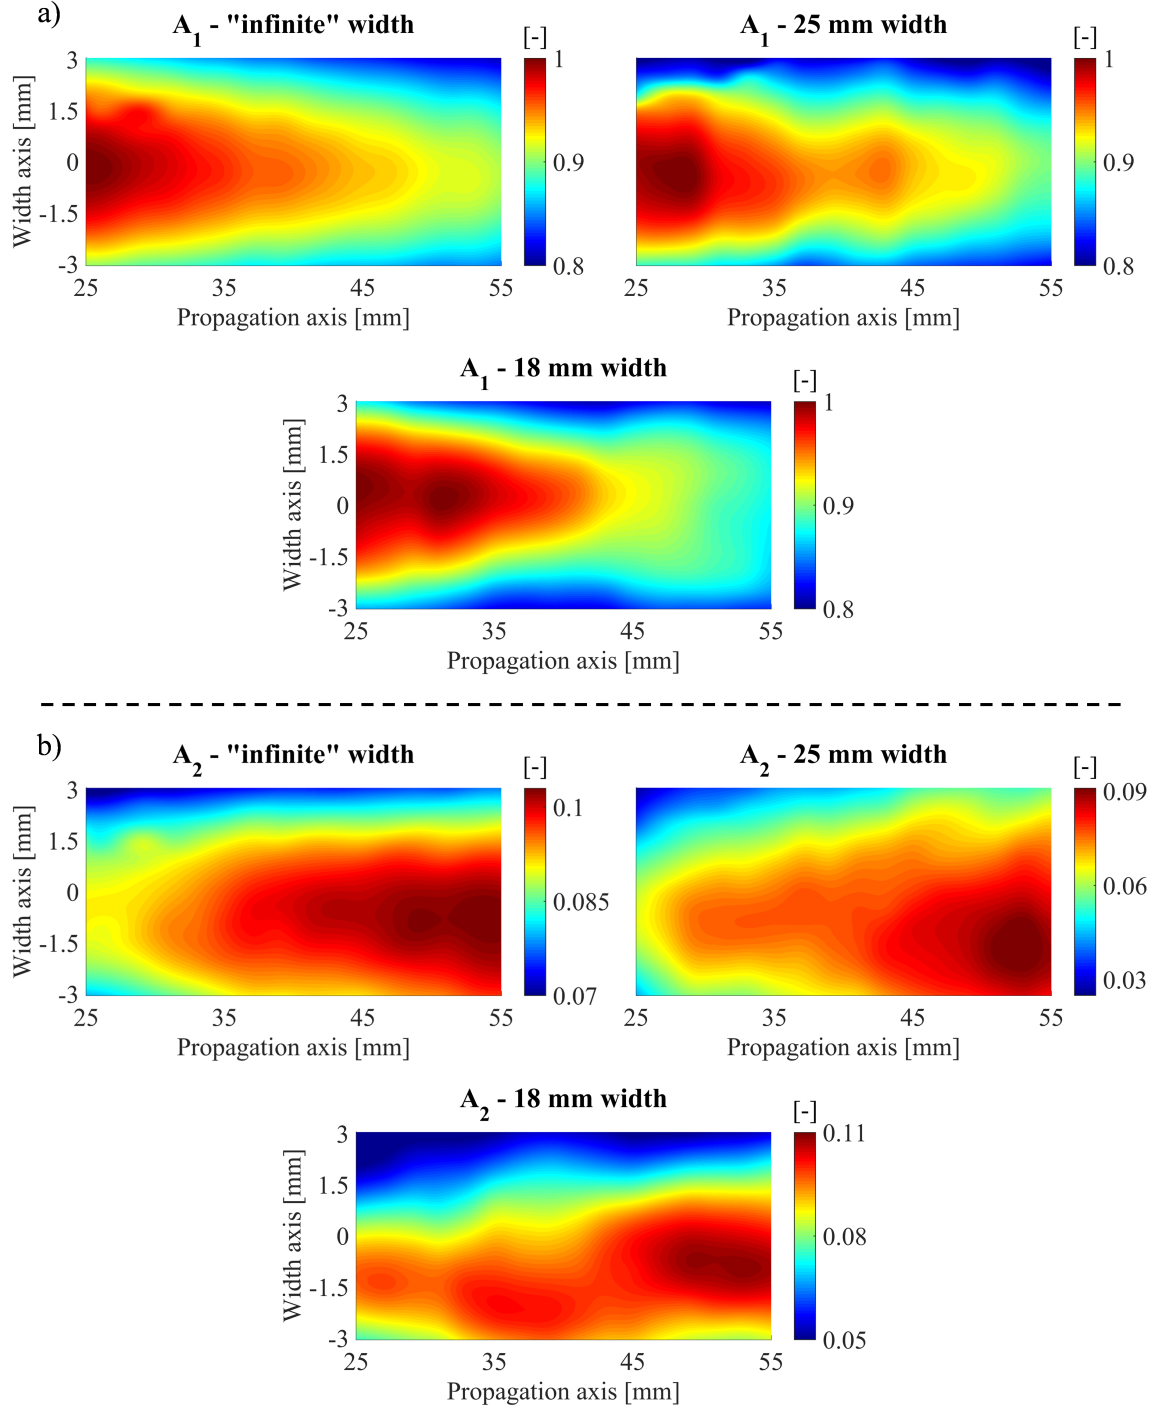 a)
A1 - "infinite" width
[-]
3
1.5
0
-1.5
-3
Width axis [mm]
25 35 45 55
Propagation axis [mm]
1
0.9
0.8
A1 - 25 mm width
[-]
25 35 45 55
Propagation axis [mm]
1
0.9
0.8
A1 - 18 mm width
[-]
3
1.5
0
-1.5
-3
Width axis [mm]
25 35 45 55
Propagation axis [mm]
1
0.9
0.8
b)
A2 - "infinite" width
[-]
3
1.5
0
-1.5
-3
Width axis [mm]
25 35 45 55
Propagation axis [mm]
0.1
0.085
0.07
A2 - 25 mm width
[-]
25 35 45 55
Propagation axis [mm]
0.09
0.06
0.03
A2 - 18 mm width
[-]
3
1.5
0
-1.5
-3
Width axis [mm]
25 35 45 55
Propagation axis [mm]
0.11
0.08
0.05